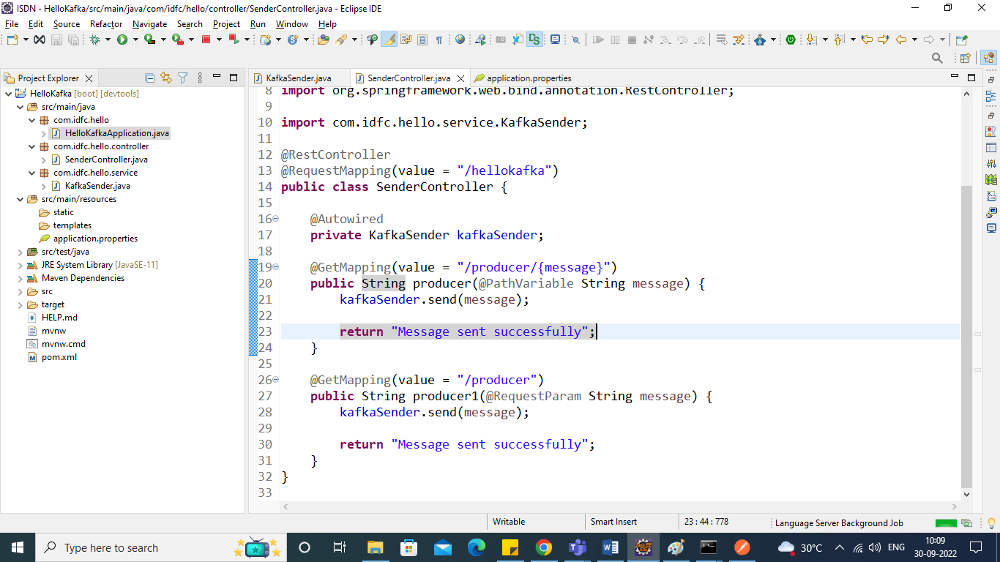 ISDN - HelloKafka/src/main/java/com/idfc/hello/controller/SenderController.java - Eclipse IDE
File Edit Source Refactor Navigate Search Project Run Window Help
Project Explorer
HelloKafka [boot] [devtools]
src/main/java
com.idfc.hello
HelloKafkaApplication.java
com.idfc.hello.controller
SenderController.java
com.idfc.hello.service
KafkaSender.java
src/main/resources
static
templates
application.properties
src/test/java
JRE System Library [JavaSE-11]
Maven Dependencies
src
target
HELP.md
mvnw
mvnw.cmd
pom.xml
KafkaSender.java SenderController.java application.properties
8 import org.springframework.web.bind.annotation.RestController;
9
10 import com.idfc.hello.service.KafkaSender;
11
12 @RestController
13 @RequestMapping(value = "/hellokafka")
14 public class SenderController {
15
16 @Autowired
17 private KafkaSender kafkaSender;
18
19 @GetMapping(value = "/producer/{message}")
20 public String producer(@PathVariable String message) {
21 kafkaSender.send(message);
22
23 return "Message sent successfully";
24 }
25
26 @GetMapping(value = "/producer")
27 public String producer1(@RequestParam String message) {
28 kafkaSender.send(message);
29
30 return "Message sent successfully";
31 }
32 }
33
Writable Smart Insert 23 : 44 : 778 Language Server Background Job
Type here to search
30°C ENG 10:09
30-09-2022